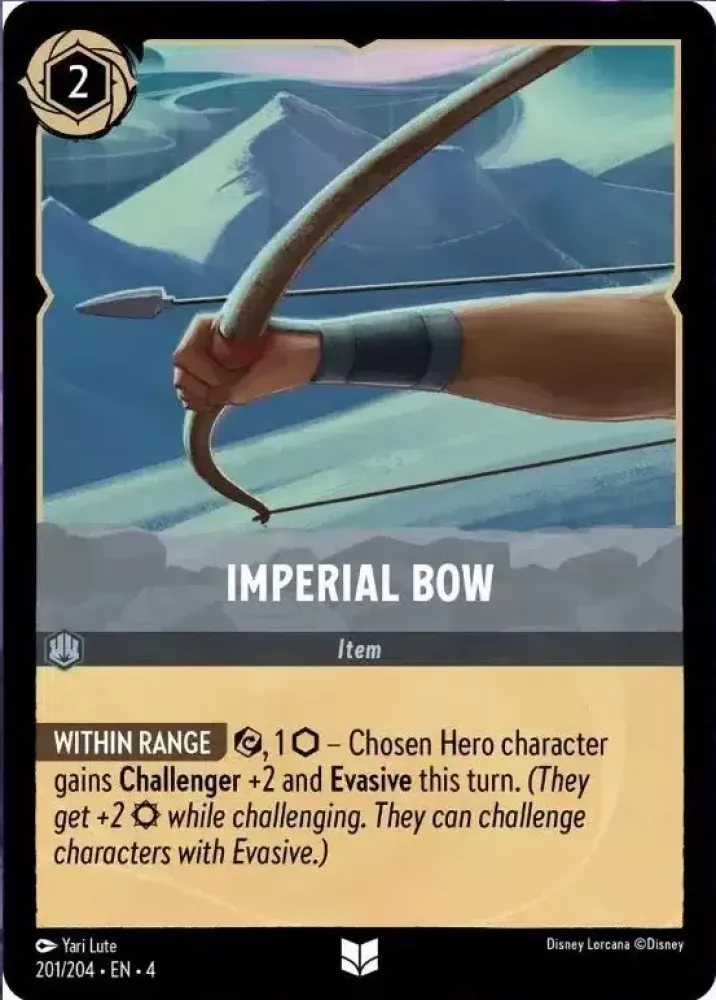 2
IMPERIAL BOW
Item
WITHIN RANGE , 1 – Chosen Hero character
gains Challenger +2 and Evasive this turn. (They
get +2 while challenging. They can challenge
characters with Evasive.)
Yari Lute
Disney Lorcana ©Disney
201/204 • EN • 4